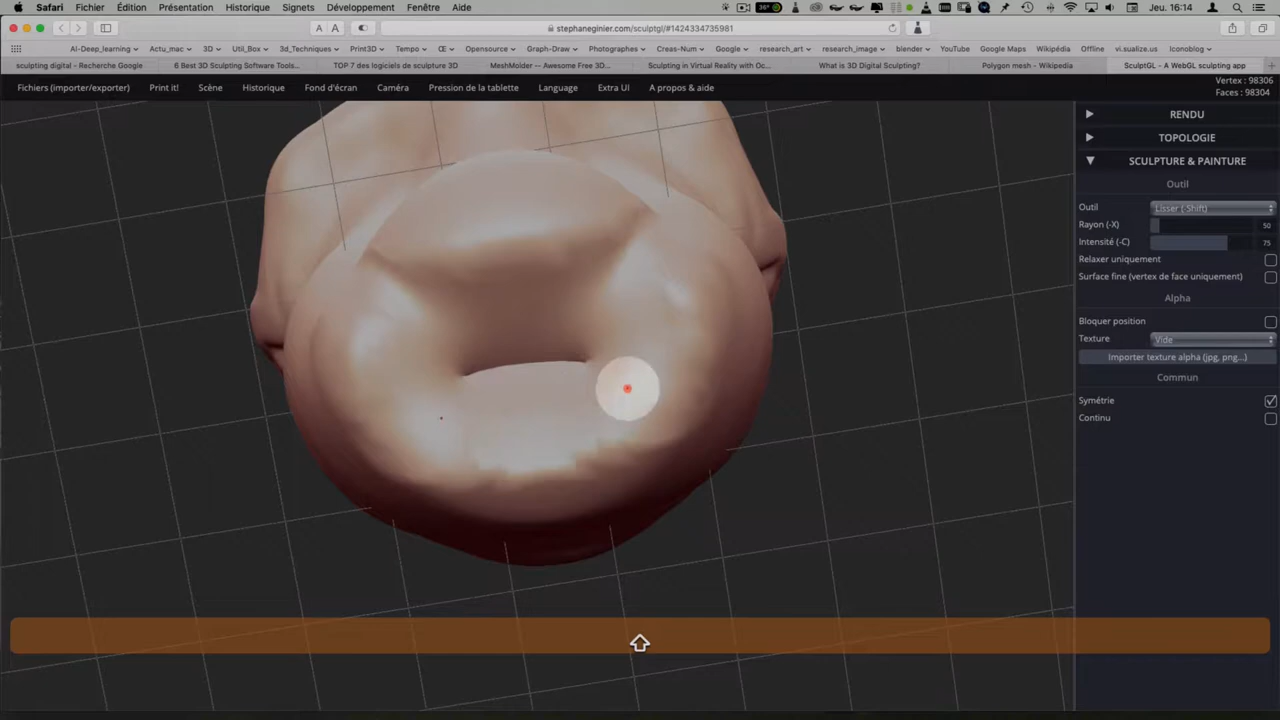 Safari Fichier Édition Présentation Historique Signets Développement Fenêtre Aide
36° Jeu. 16:14
A A stephaneginier.com/sculptgl/#1424334735981
AI-Deep_learning Actu_mac 3D Util_Box 3d_Techniques Print3D Tempo Œ Opensource Graph-Draw Photographes Creas-Num Google research_art research_image blender YouTube Google Maps Wikipédia Offline vi.sualize.us Iconoblog
sculpting digital - Recherche Google 6 Best 3D Sculpting Software Tools... TOP 7 des logiciels de sculpture 3D MeshMolder -- Awesome Free 3D... Sculpting in Virtual Reality with Oc... What is 3D Digital Sculpting? Polygon mesh - Wikipedia SculptGL - A WebGL sculpting app
Fichiers (importer/exporter) Print it! Scène Historique Fond d'écran Caméra Pression de la tablette Language Extra UI A propos & aide
Vertex : 98306
Faces : 98304
RENDU
TOPOLOGIE
SCULPTURE & PAINTURE
Outil
Outil Lisser (-Shift)
Rayon (-X) 50
Intensité (-C) 75
Relaxer uniquement
Surface fine (vertex de face uniquement)
Alpha
Bloquer position
Texture Vide
Importer texture alpha (jpg, png...)
Commun
Symétrie
Continu